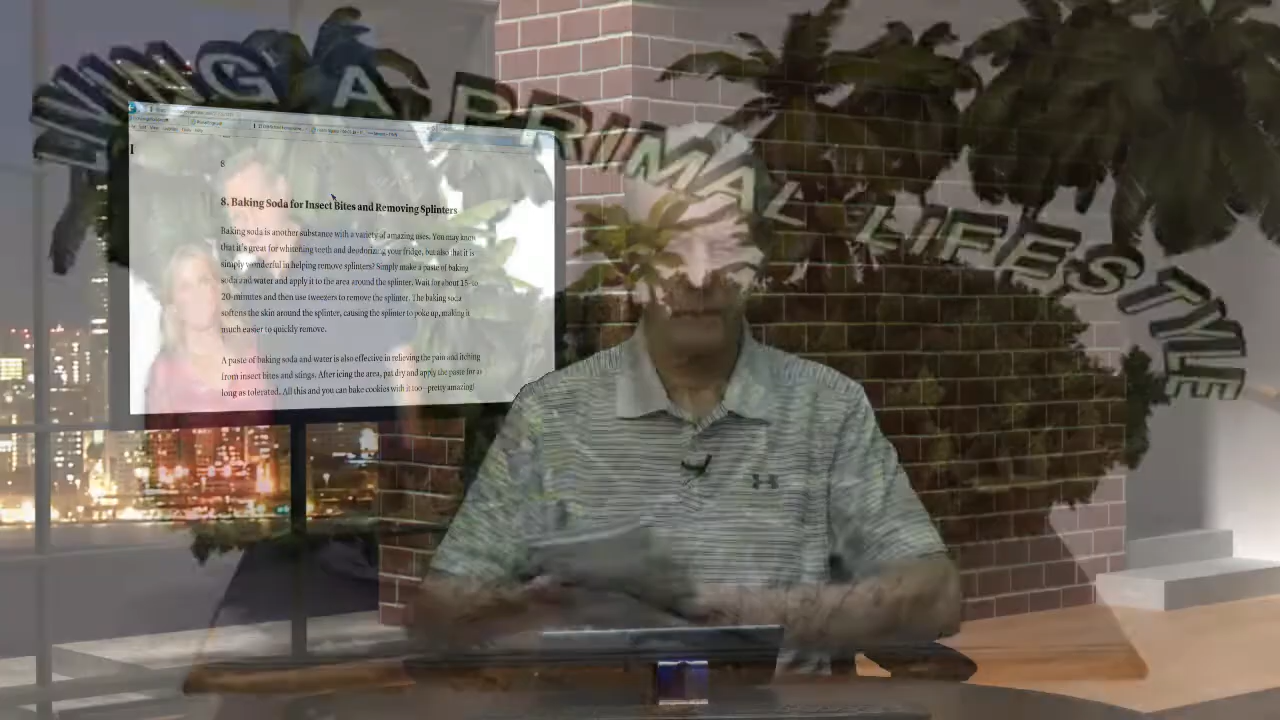 LIVING A PRIMAL LIFESTYLE
8
8. Baking Soda for Insect Bites and Removing Splinters
Baking soda is another substance with a variety of amazing uses. You may know
that it's great for whitening teeth and deodorizing your fridge, but also that it is
simply wonderful in helping remove splinters? Simply make a paste of baking
soda and water and apply it to the area around the splinter. Wait for about 15-to
20-minutes and then use tweezers to remove the splinter. The baking soda
softens the skin around the splinter, causing the splinter to poke up, making it
much easier to quickly remove.
A paste of baking soda and water is also effective in relieving the pain and itching
from insect bites and stings. After icing the area, pat dry and apply the paste for as
long as tolerated. All this and you can bake cookies with it too—pretty amazing!